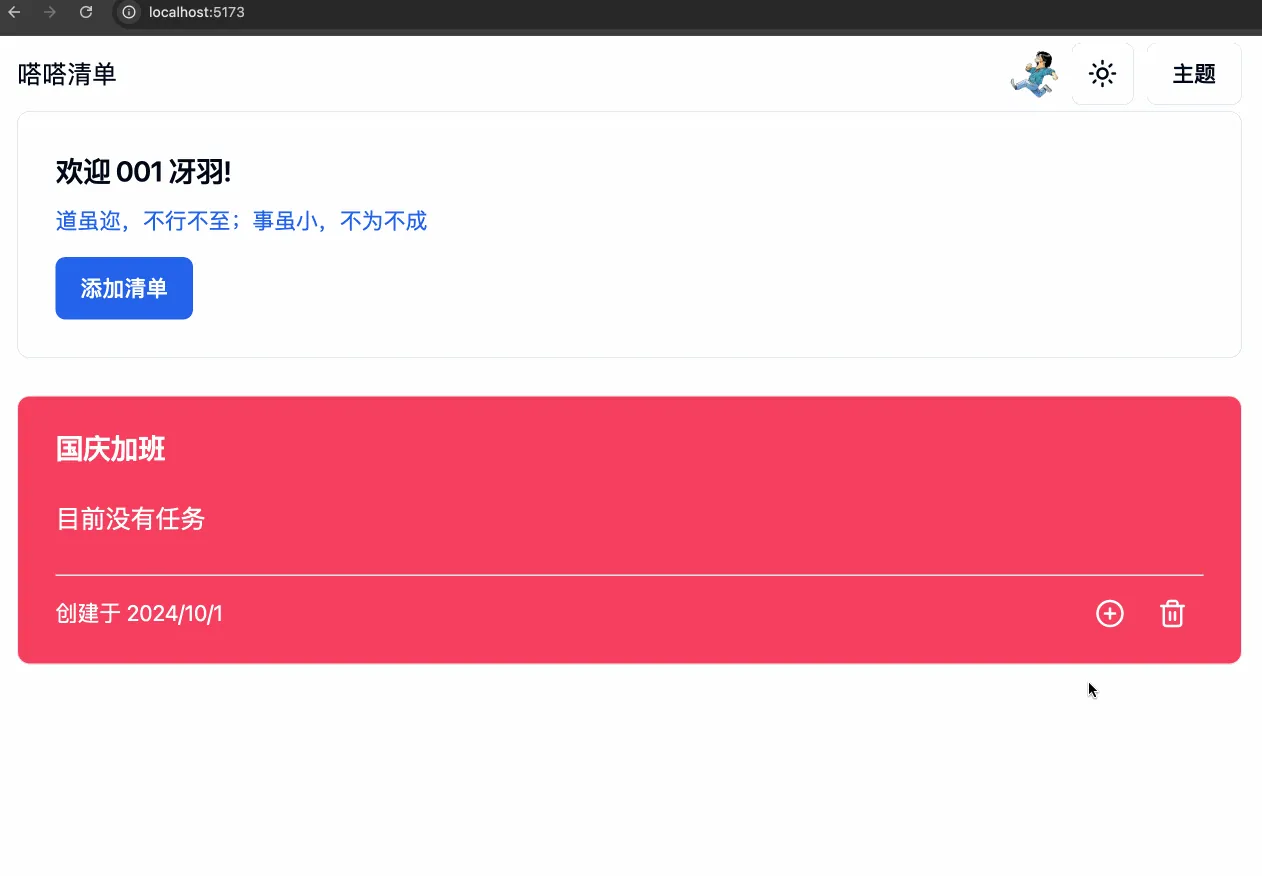 localhost:5173
嗒嗒清单
主题
欢迎 001 冴羽!
道虽迩，不行不至；事虽小，不为不成
添加清单
国庆加班
目前没有任务
创建于 2024/10/1